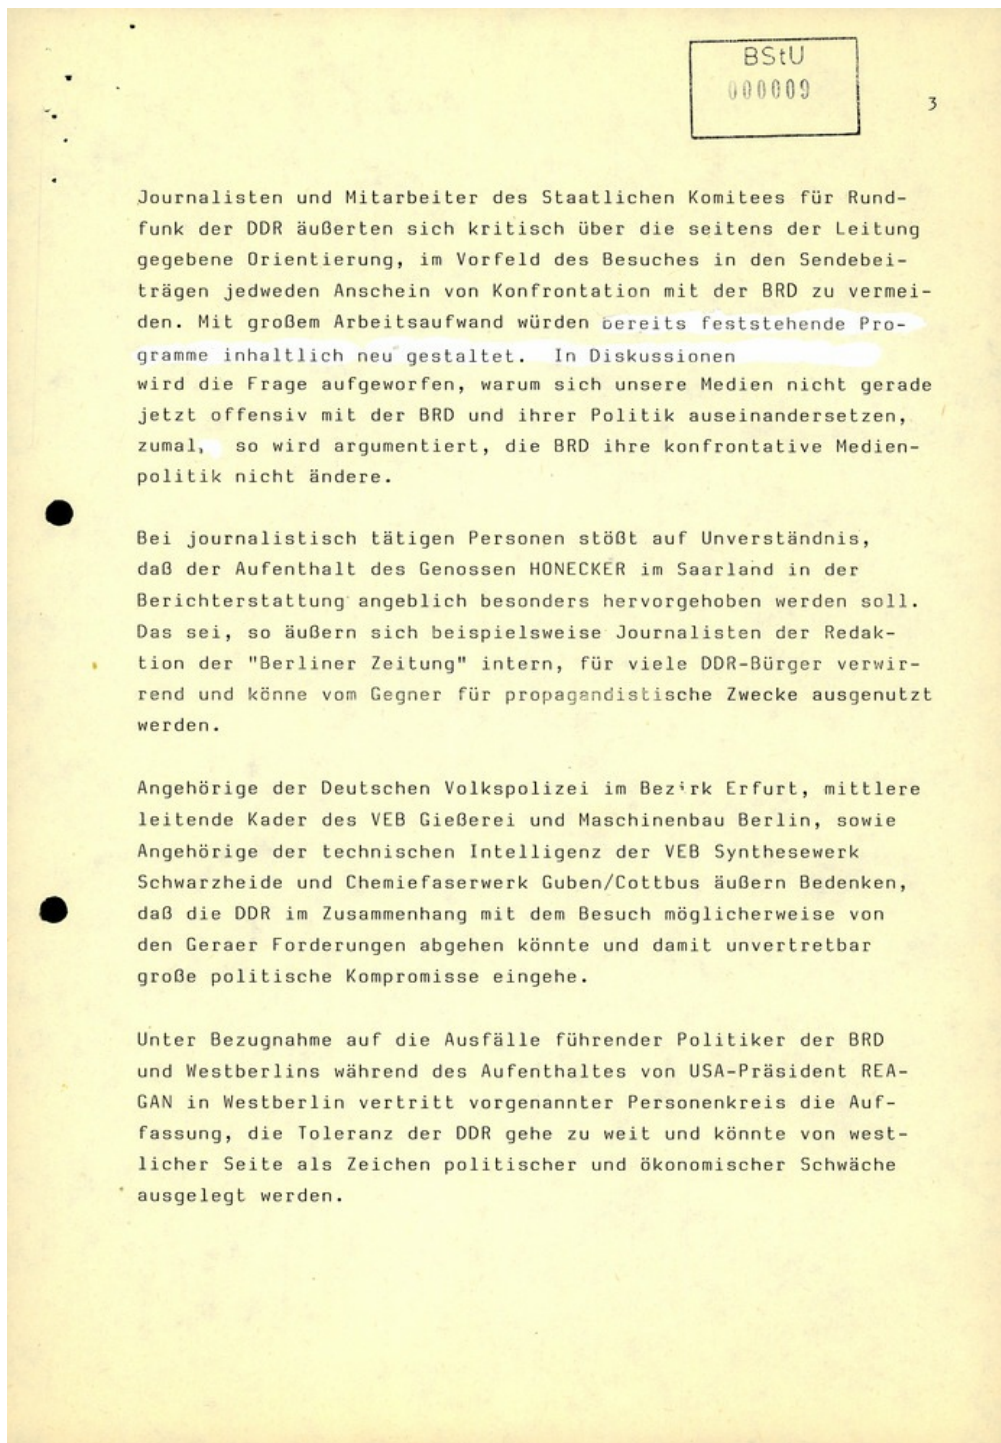 BStU
000009
3
Journalisten und Mitarbeiter des Staatlichen Komitees für Rund-
funk der DDR äußerten sich kritisch über die seitens der Leitung
gegebene Orientierung, im Vorfeld des Besuches in den Sendebei-
trägen jedweden Anschein von Konfrontation mit der BRD zu vermei-
den. Mit großem Arbeitsaufwand würden bereits feststehende Pro-
gramme inhaltlich neu gestaltet. In Diskussionen
wird die Frage aufgeworfen, warum sich unsere Medien nicht gerade
jetzt offensiv mit der BRD und ihrer Politik auseinandersetzen,
zumal, so wird argumentiert, die BRD ihre konfrontative Medien-
politik nicht ändere.
Bei journalistisch tätigen Personen stößt auf Unverständnis,
daß der Aufenthalt des Genossen HONECKER im Saarland in der
Berichterstattung angeblich besonders hervorgehoben werden soll.
Das sei, so äußern sich beispielsweise Journalisten der Redak-
tion der "Berliner Zeitung" intern, für viele DDR-Bürger verwir-
rend und könne vom Gegner für propagandistische Zwecke ausgenutzt
werden.
Angehörige der Deutschen Volkspolizei im Bezirk Erfurt, mittlere
leitende Kader des VEB Gießerei und Maschinenbau Berlin, sowie
Angehörige der technischen Intelligenz der VEB Synthesewerk
Schwarzheide und Chemiefaserwerk Guben/Cottbus äußern Bedenken,
daß die DDR im Zusammenhang mit dem Besuch möglicherweise von
den Geraer Forderungen abgehen könnte und damit unvertretbar
große politische Kompromisse eingehe.
Unter Bezugnahme auf die Ausfälle führender Politiker der BRD
und Westberlins während des Aufenthaltes von USA-Präsident REA-
GAN in Westberlin vertritt vorgenannter Personenkreis die Auf-
fassung, die Toleranz der DDR gehe zu weit und könnte von west-
licher Seite als Zeichen politischer und ökonomischer Schwäche
ausgelegt werden.